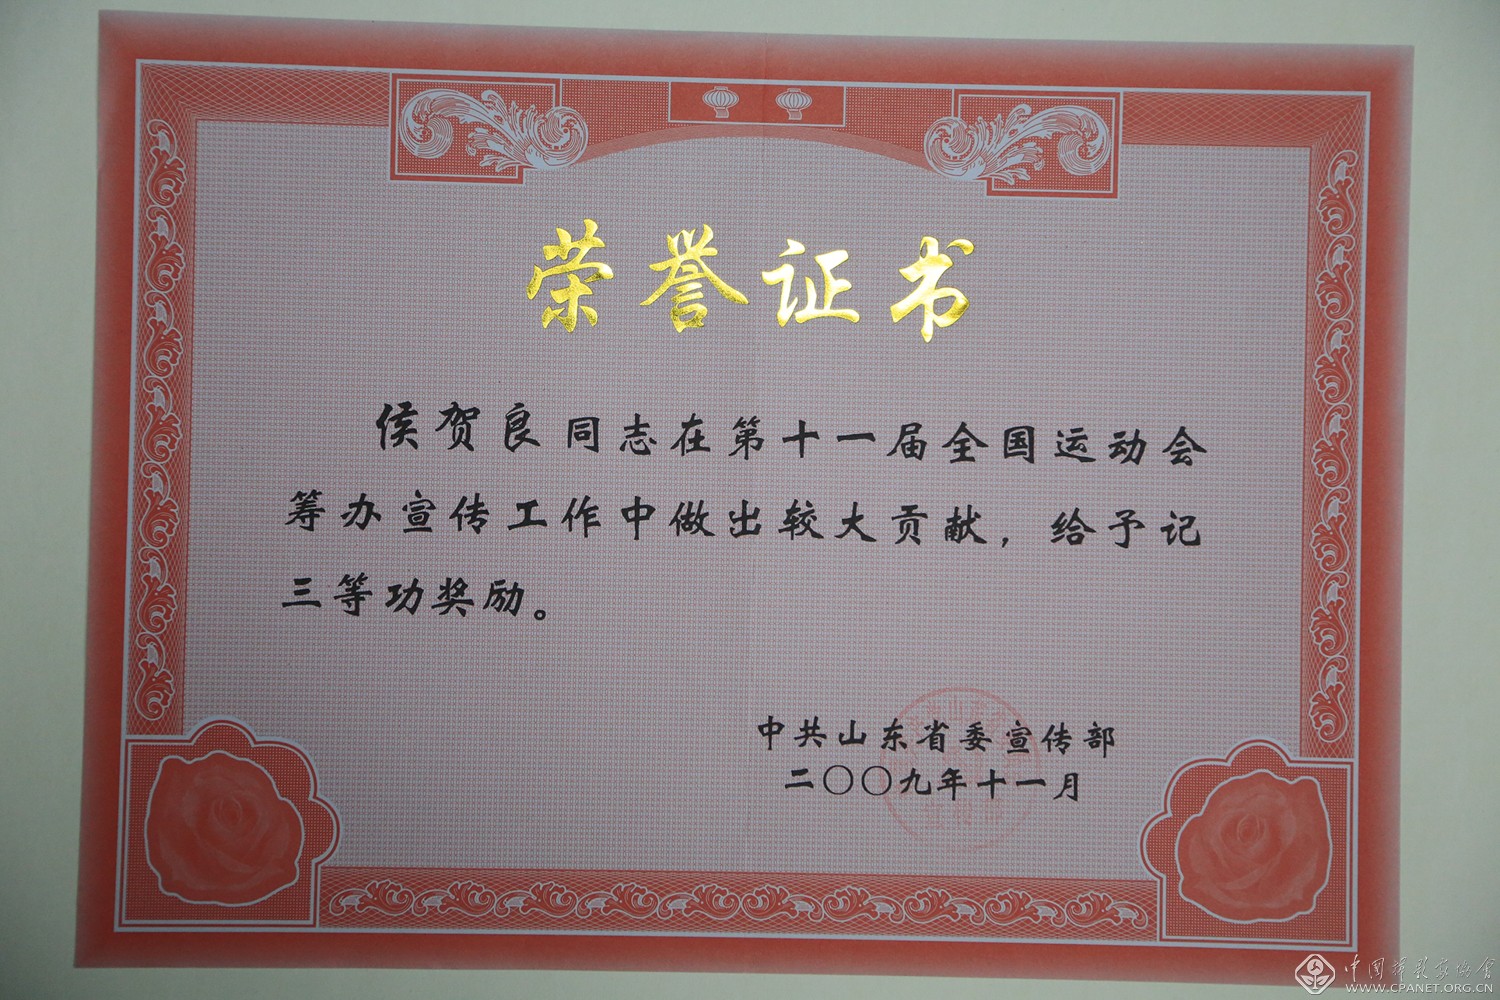 荣誉证书
侯贺良同志在第十一届全国运动会
筹办宣传工作中做出较大贡献，给予记
三等功奖励。
中共山东省委宣传部
二〇〇九年十一月
中国摄影家协会
WWW.CPANET.ORG.CN